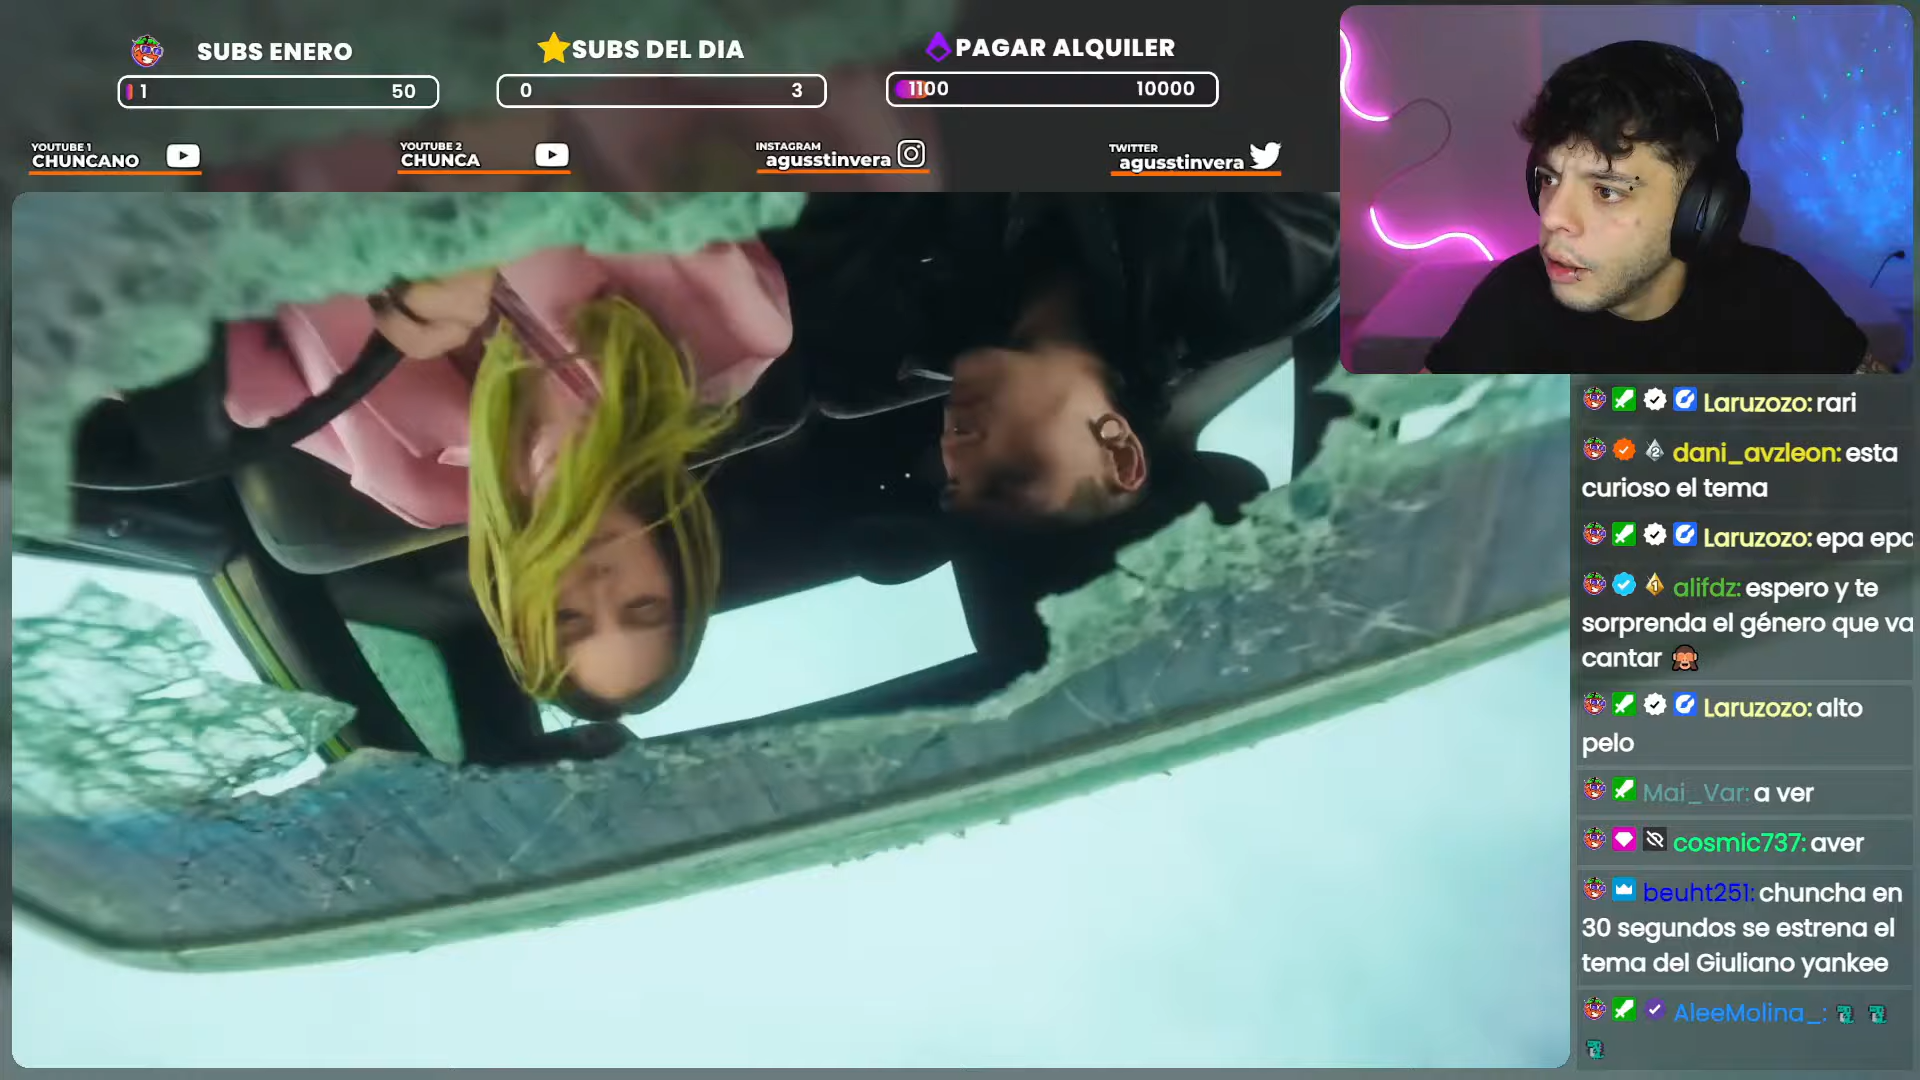 SUBS ENERO
1 50
SUBS DEL DIA
0 3
PAGAR ALQUILER
1100 10000
YOUTUBE 1
CHUNCANO
YOUTUBE 2
CHUNCA
INSTAGRAM
agusstinvera
TWITTER
agusstinvera
Laruzozo: rari
dani_avzleon: esta
curioso el tema
Laruzozo: epa epa
alifdz: espero y te
sorprenda el género que va
cantar
Laruzozo: alto
pelo
Mai_Var: a ver
cosmic737: aver
beuht251: chuncha en
30 segundos se estrena el
tema del Giuliano yankee
AleeMolina_: